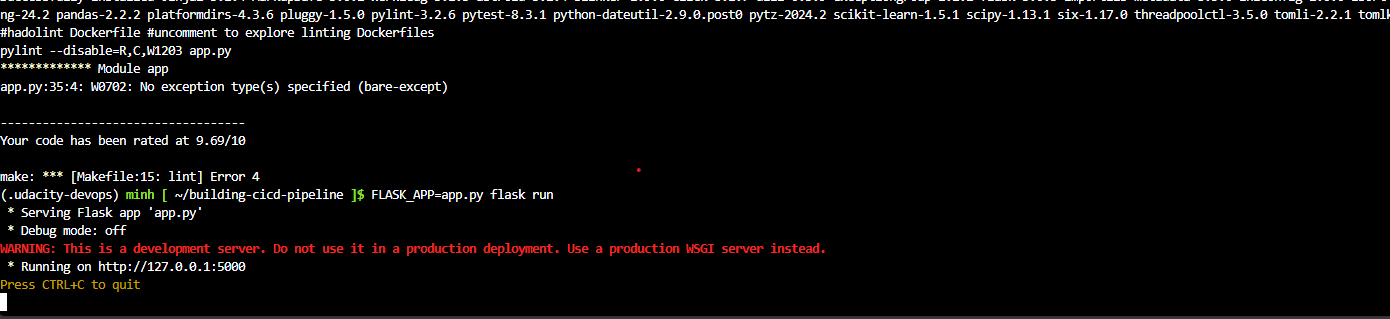 ng-24.2 pandas-2.2.2 platformdirs-4.3.6 pluggy-1.5.0 pylint-3.2.6 pytest-8.3.1 python-dateutil-2.9.0.post0 pytz-2024.2 scikit-learn-1.5.1 scipy-1.13.1 six-1.17.0 threadpoolctl-3.5.0 tomli-2.2.1 tomlk
#hadolint Dockerfile #uncomment to explore linting Dockerfiles
pylint --disable=R,C,W1203 app.py
************* Module app
app.py:35:4: W0702: No exception type(s) specified (bare-except)
-----------------------------------
Your code has been rated at 9.69/10
make: *** [Makefile:15: lint] Error 4
(.udacity-devops) minh [ ~/building-cicd-pipeline ]$ FLASK_APP=app.py flask run
 * Serving Flask app 'app.py'
 * Debug mode: off
WARNING: This is a development server. Do not use it in a production deployment. Use a production WSGI server instead.
 * Running on http://127.0.0.1:5000
Press CTRL+C to quit